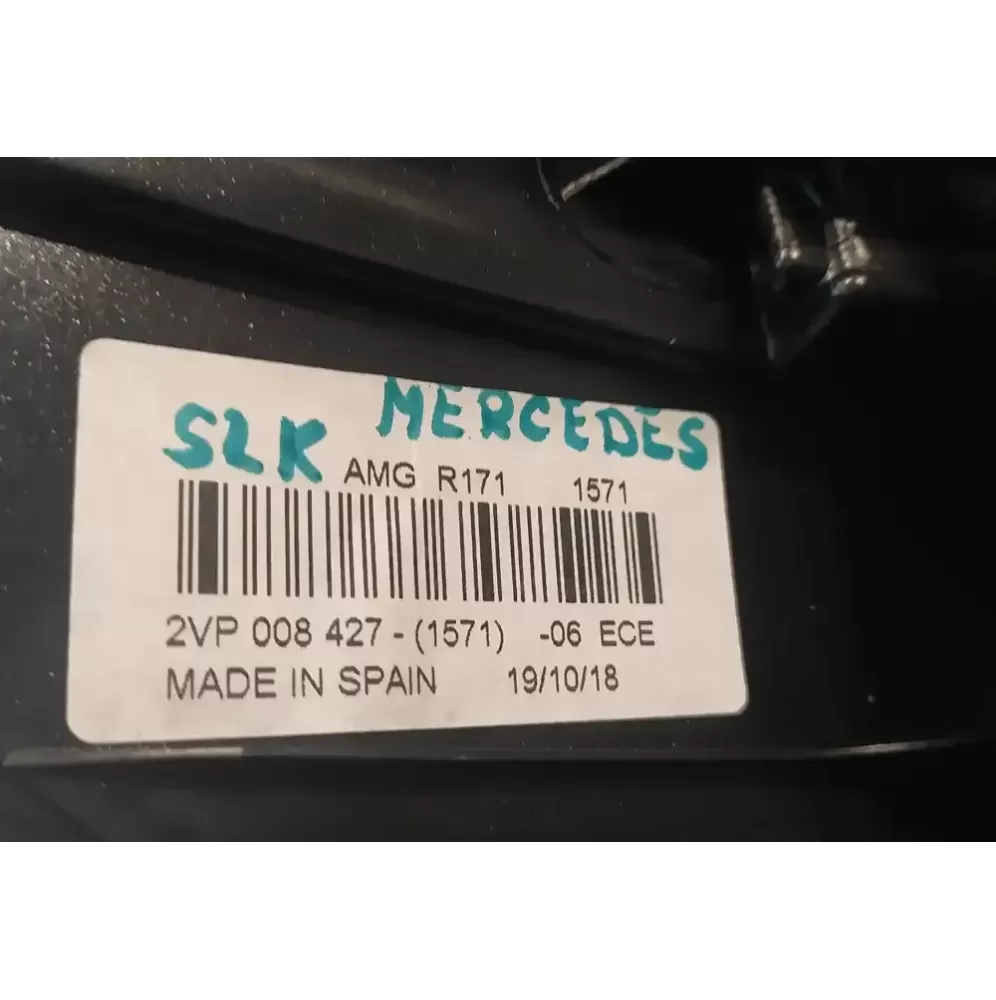 SLK MERCEDES
AMG R171 1571
2VP 008 427 - (1571) -06 ECE
MADE IN SPAIN 19/10/18